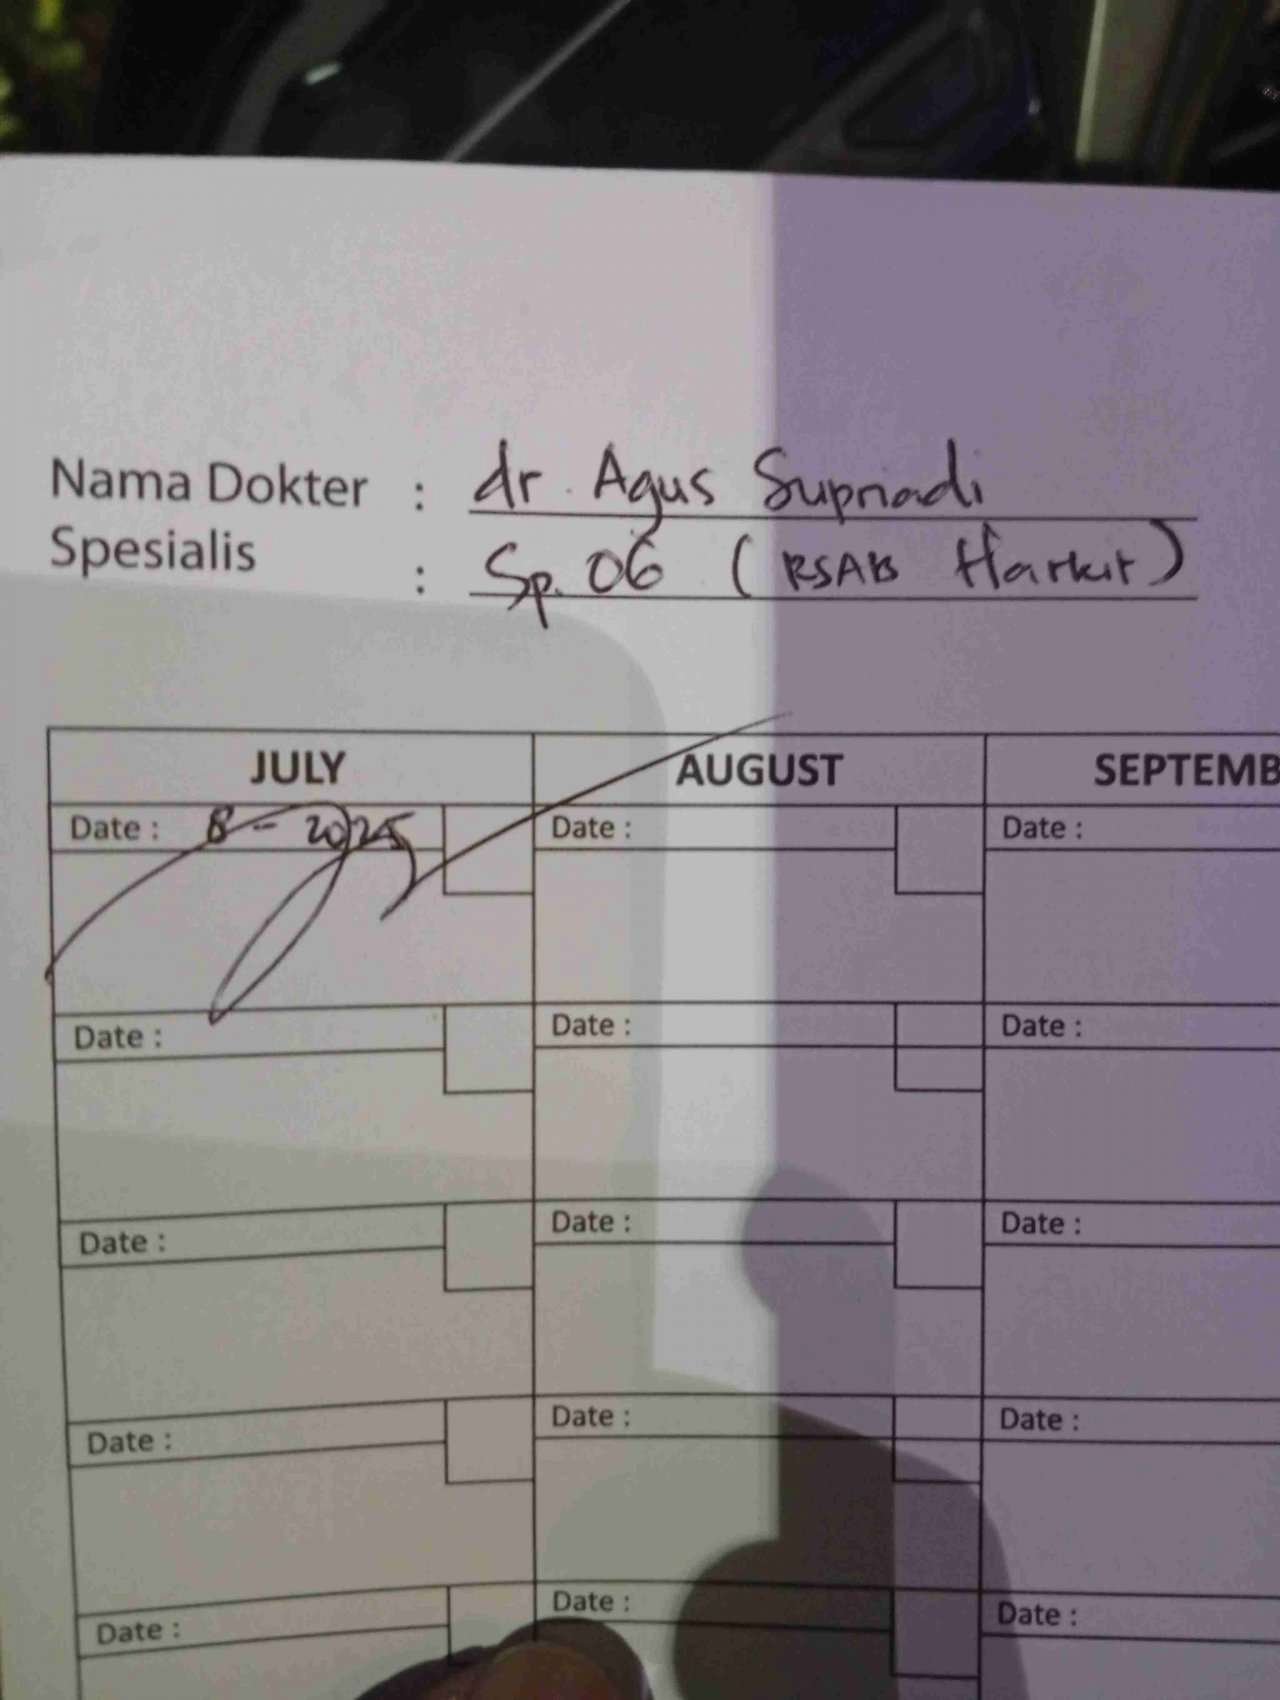 Nama Dokter : dr. Agus Supriadi
Spesialis : Sp.OG (RSAB Harkit)
JULY AUGUST SEPTEMB
Date : 8 - 2025 Date : Date :
Date : Date : Date :
Date : Date : Date :
Date : Date : Date :
Date : Date : Date :